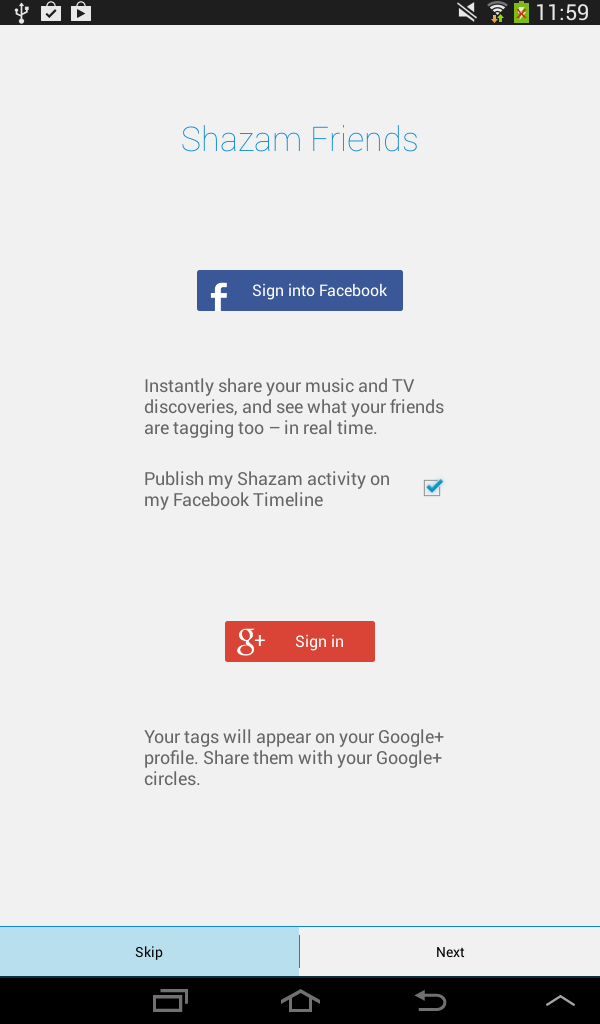 11:59
Shazam Friends
f Sign into Facebook
Instantly share your music and TV
discoveries, and see what your friends
are tagging too – in real time.
Publish my Shazam activity on
my Facebook Timeline
g+ Sign in
Your tags will appear on your Google+
profile. Share them with your Google+
circles.
Skip
Next